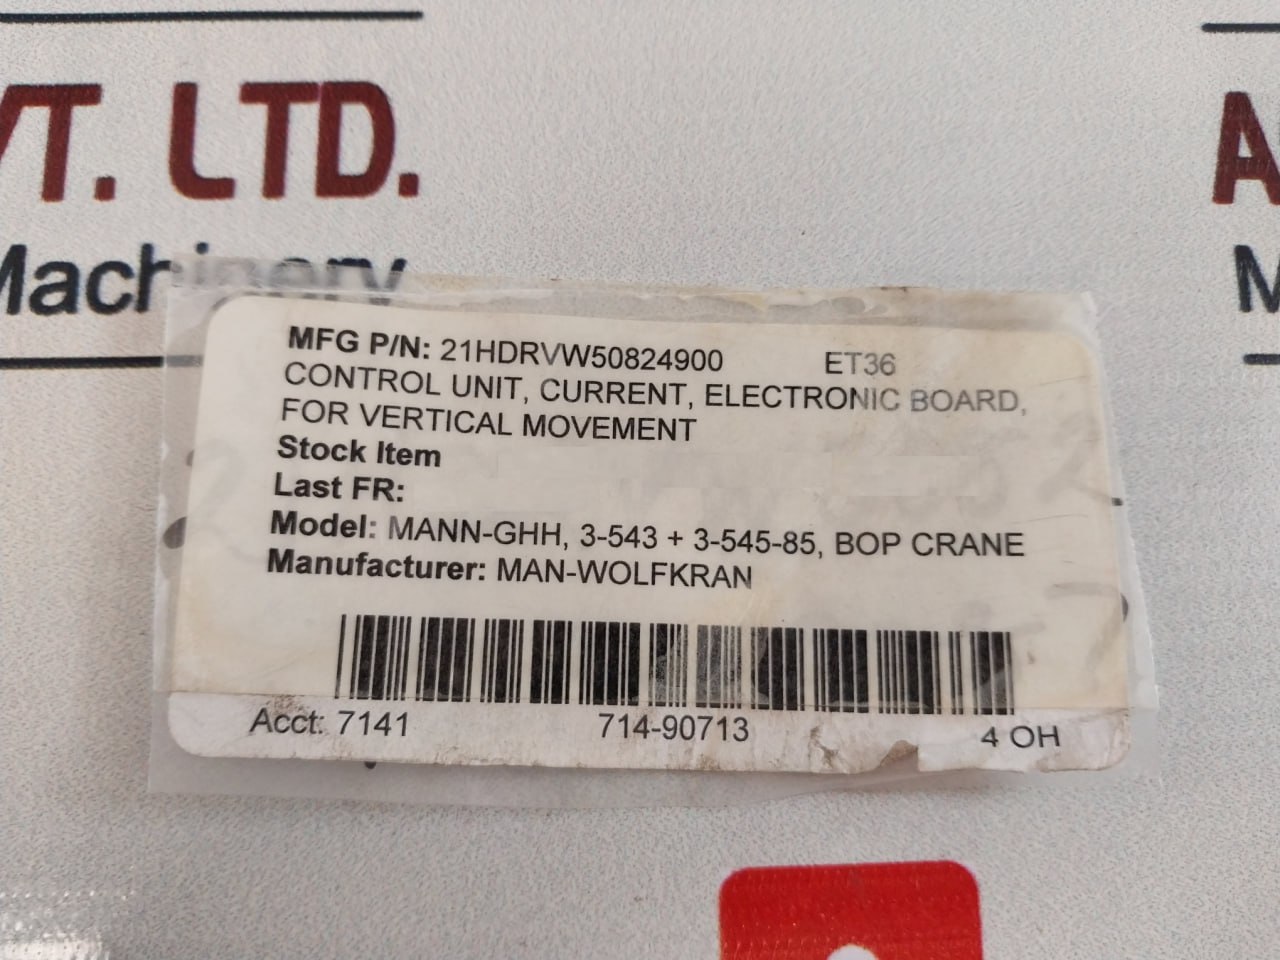 VT. LTD.
Machinery
A
M
MFG P/N: 21HDRVW50824900 ET36
CONTROL UNIT, CURRENT, ELECTRONIC BOARD,
FOR VERTICAL MOVEMENT
Stock Item
Last FR:
Model: MANN-GHH, 3-543 + 3-545-85, BOP CRANE
Manufacturer: MAN-WOLFKRAN
Acct: 7141 714-90713 4 OH